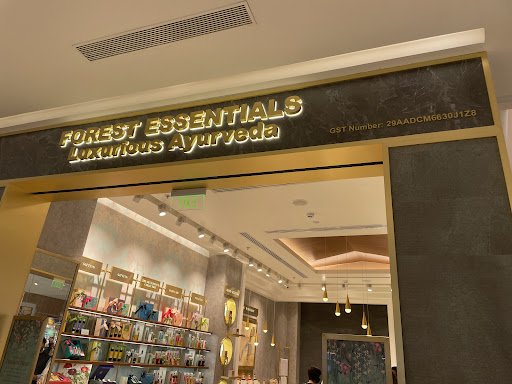 FOREST ESSENTIALS
Luxurious Ayurveda
GST Number: 29AADCM6630J1Z8